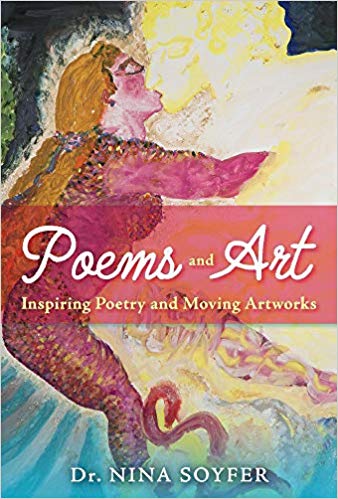 Poems and Art
Inspiring Poetry and Moving Artworks
Dr. NINA SOYFER